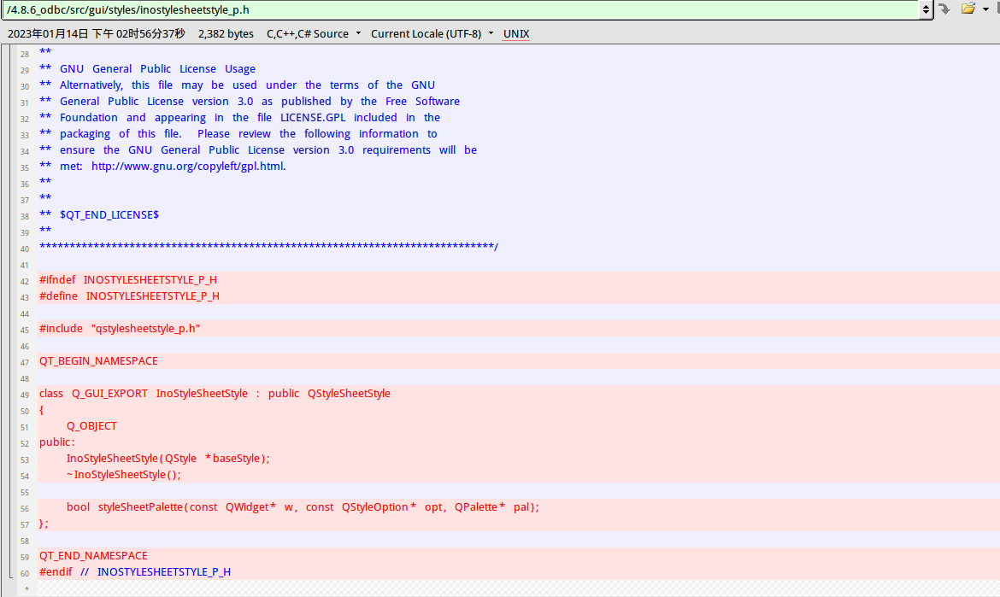 /4.8.6_odbc/src/gui/styles/inostylesheetstyle_p.h
2023年01月14日 下午 02时56分37秒 2,382 bytes C,C++,C# Source Current Locale (UTF-8) UNIX
28 **
29 ** GNU General Public License Usage
30 ** Alternatively, this file may be used under the terms of the GNU
31 ** General Public License version 3.0 as published by the Free Software
32 ** Foundation and appearing in the file LICENSE.GPL included in the
33 ** packaging of this file. Please review the following information to
34 ** ensure the GNU General Public License version 3.0 requirements will be
35 ** met: http://www.gnu.org/copyleft/gpl.html.
36 **
37 **
38 ** $QT_END_LICENSE$
39 **
40 ****************************************************************************/
41
42 #ifndef INOSTYLESHEETSTYLE_P_H
43 #define INOSTYLESHEETSTYLE_P_H
44
45 #include "qstylesheetstyle_p.h"
46
47 QT_BEGIN_NAMESPACE
48
49 class Q_GUI_EXPORT InoStyleSheetStyle : public QStyleSheetStyle
50 {
51 Q_OBJECT
52 public:
53 InoStyleSheetStyle(QStyle *baseStyle);
54 ~InoStyleSheetStyle();
55
56 bool styleSheetPalette(const QWidget* w, const QStyleOption* opt, QPalette* pal);
57 };
58
59 QT_END_NAMESPACE
60 #endif // INOSTYLESHEETSTYLE_P_H
*